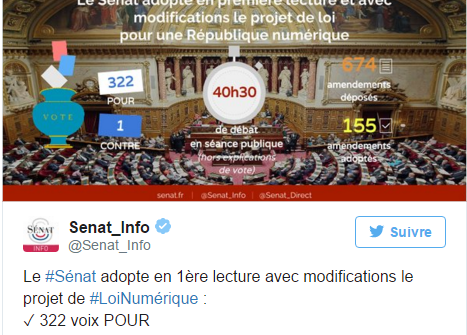 Le Sénat adopte en première lecture et avec
modifications le projet de loi
pour une République numérique
322
POUR
VOTE
1
CONTRE
40h30
de débat
en séance publique
(hors explications
de vote)
674
amendements
déposés
155
amendements
adoptés
senat.fr | @Senat_Info | @Senat_Direct
SÉNAT
INFO
Senat_Info
@Senat_Info
Suivre
Le #Sénat adopte en 1ère lecture avec modifications le
projet de #LoiNumérique :
✓ 322 voix POUR